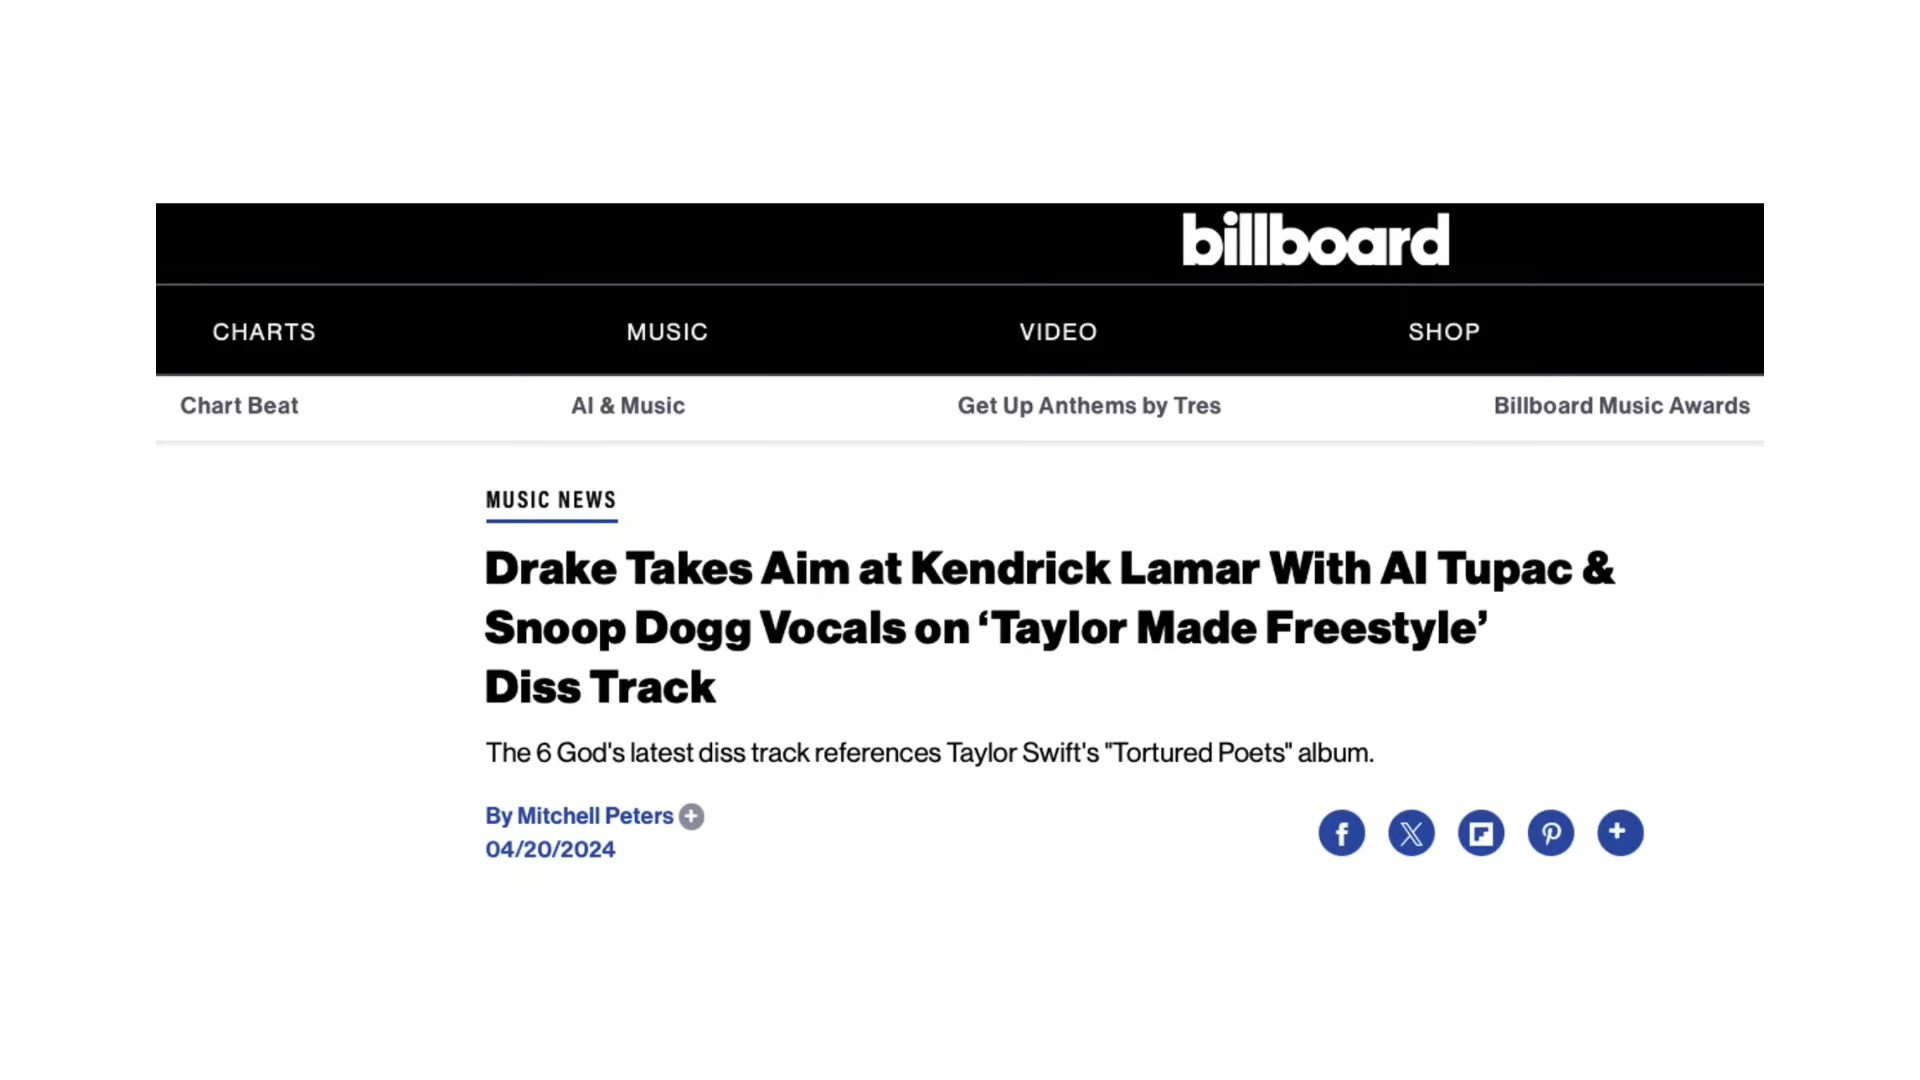 billboard
CHARTS
MUSIC
VIDEO
SHOP
Chart Beat
AI & Music
Get Up Anthems by Tres
Billboard Music Awards
MUSIC NEWS
Drake Takes Aim at Kendrick Lamar With AI Tupac &
Snoop Dogg Vocals on ‘Taylor Made Freestyle’
Diss Track
The 6 God's latest diss track references Taylor Swift's "Tortured Poets" album.
By Mitchell Peters
04/20/2024